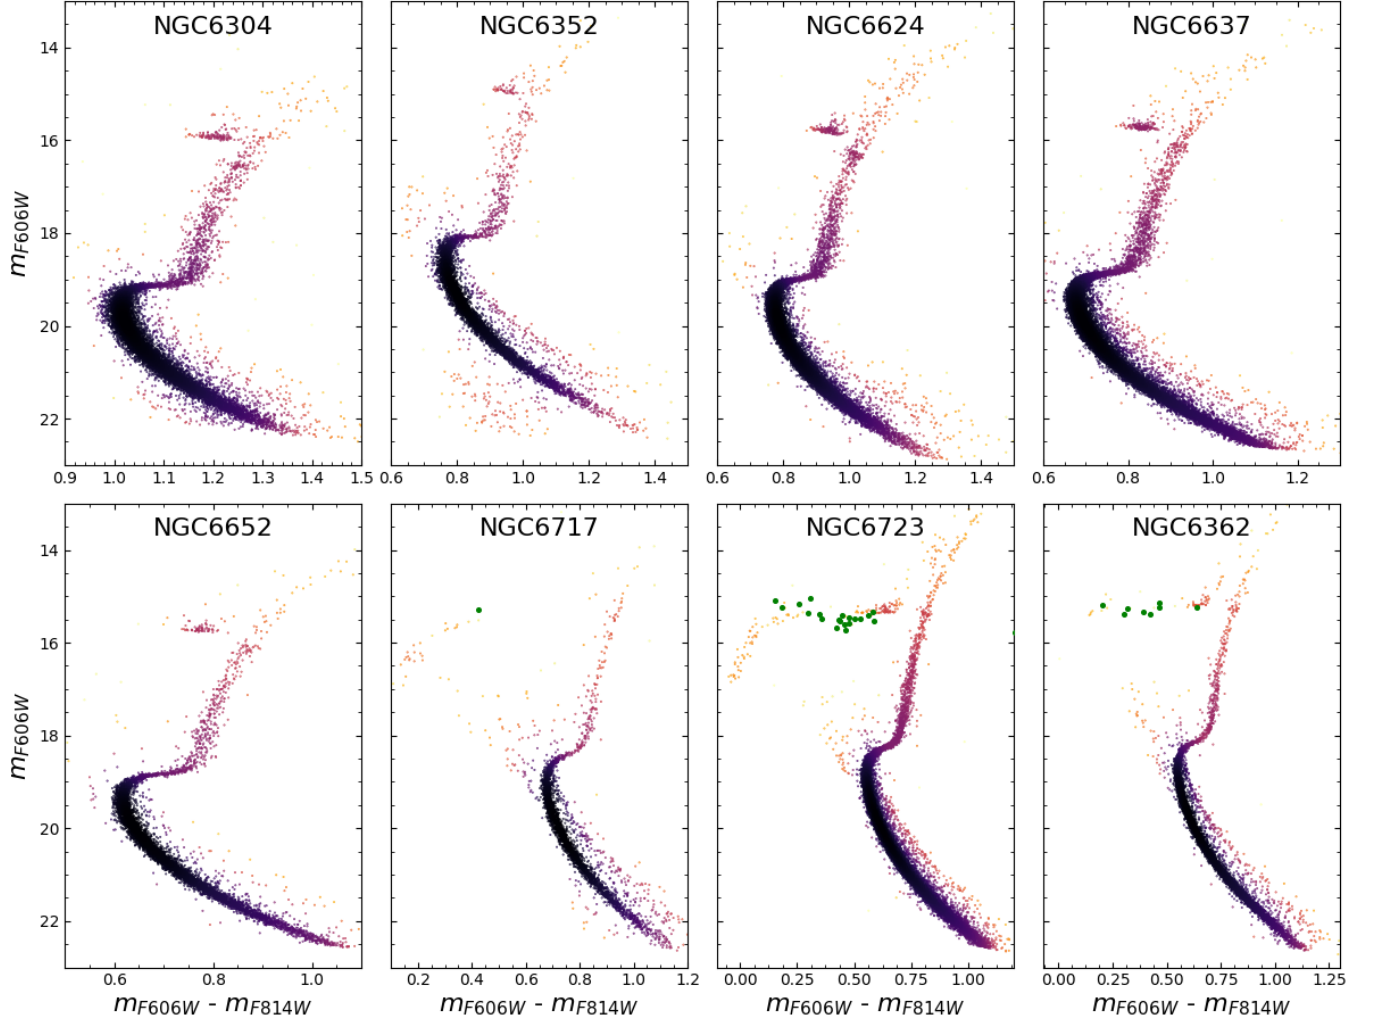 NGC6304 NGC6352 NGC6624 NGC6637
14
16
18
20
22
m_F606W
0.9 1.0 1.1 1.2 1.3 1.4 1.5 0.6 0.8 1.0 1.2 1.4 0.8 1.0 1.2 1.4 0.6 0.8 1.0 1.2
NGC6652 NGC6717 NGC6723 NGC6362
14
16
18
20
22
m_F606W
0.6 0.8 1.0 0.2 0.4 0.6 0.8 1.0 1.2 0.00 0.25 0.50 0.75 1.00 0.00 0.25 0.50 0.75 1.00 1.25
m_F606W - m_F814W m_F606W - m_F814W m_F606W - m_F814W m_F606W - m_F814W